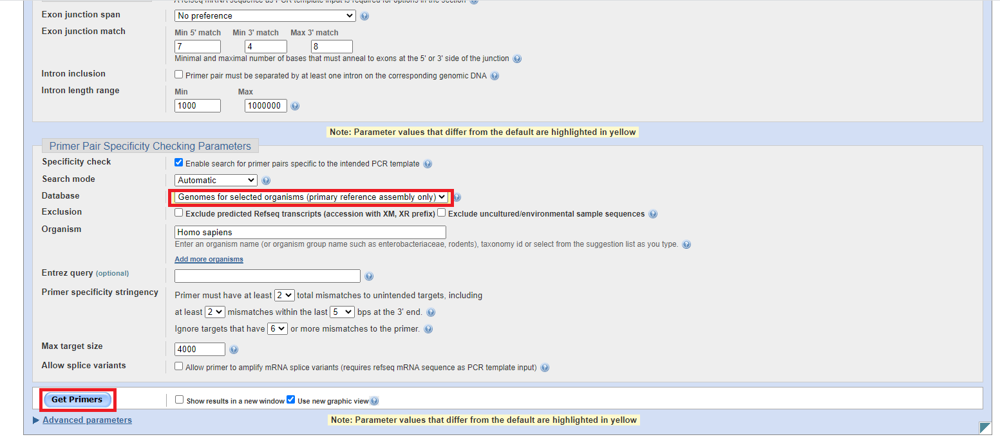 A refseq mRNA sequence as PCR template input is required for options in the section
Exon junction span
No preference
Exon junction match
Min 5' match Min 3' match Max 3' match
7 4 8
Minimal and maximal number of bases that must anneal to exons at the 5' or 3' side of the junction
Intron inclusion
Primer pair must be separated by at least one intron on the corresponding genomic DNA
Intron length range
Min Max
1000 1000000
Note: Parameter values that differ from the default are highlighted in yellow
Primer Pair Specificity Checking Parameters
Specificity check
Enable search for primer pairs specific to the intended PCR template
Search mode
Automatic
Database
Genomes for selected organisms (primary reference assembly only)
Exclusion
Exclude predicted Refseq transcripts (accession with XM, XR prefix) Exclude uncultured/environmental sample sequences
Organism
Homo sapiens
Enter an organism name (or organism group name such as enterobacteriaceae, rodents), taxonomy id or select from the suggestion list as you type.
Add more organisms
Entrez query (optional)
Primer specificity stringency
Primer must have at least 2 total mismatches to unintended targets, including
at least 2 mismatches within the last 5 bps at the 3' end.
Ignore targets that have 6 or more mismatches to the primer.
Max target size
4000
Allow splice variants
Allow primer to amplify mRNA splice variants (requires refseq mRNA sequence as PCR template input)
Get Primers
Show results in a new window Use new graphic view
Advanced parameters
Note: Parameter values that differ from the default are highlighted in yellow